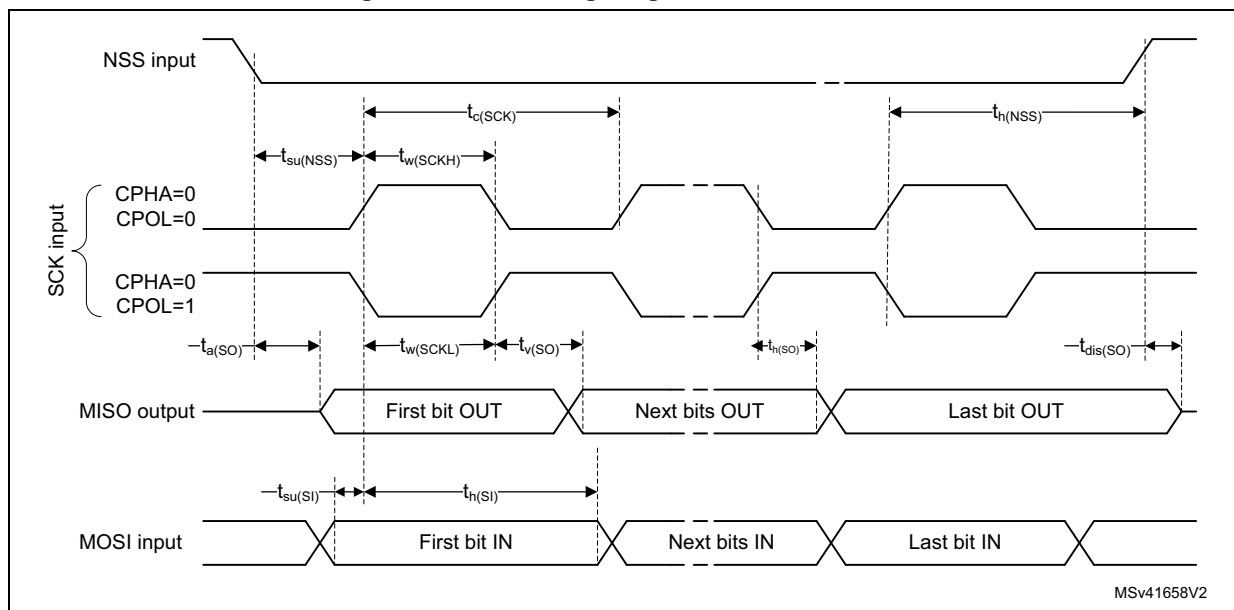 NSS input
tc(SCK)
th(NSS)
tsu(NSS)
tw(SCKH)
SCK input
CPHA=0
CPOL=0
CPHA=0
CPOL=1
ta(SO)
tw(SCKL)
tv(SO)
th(SO)
tdis(SO)
MISO output
First bit OUT
Next bits OUT
Last bit OUT
tsu(SI)
th(SI)
MOSI input
First bit IN
Next bits IN
Last bit IN
MSv41658V2